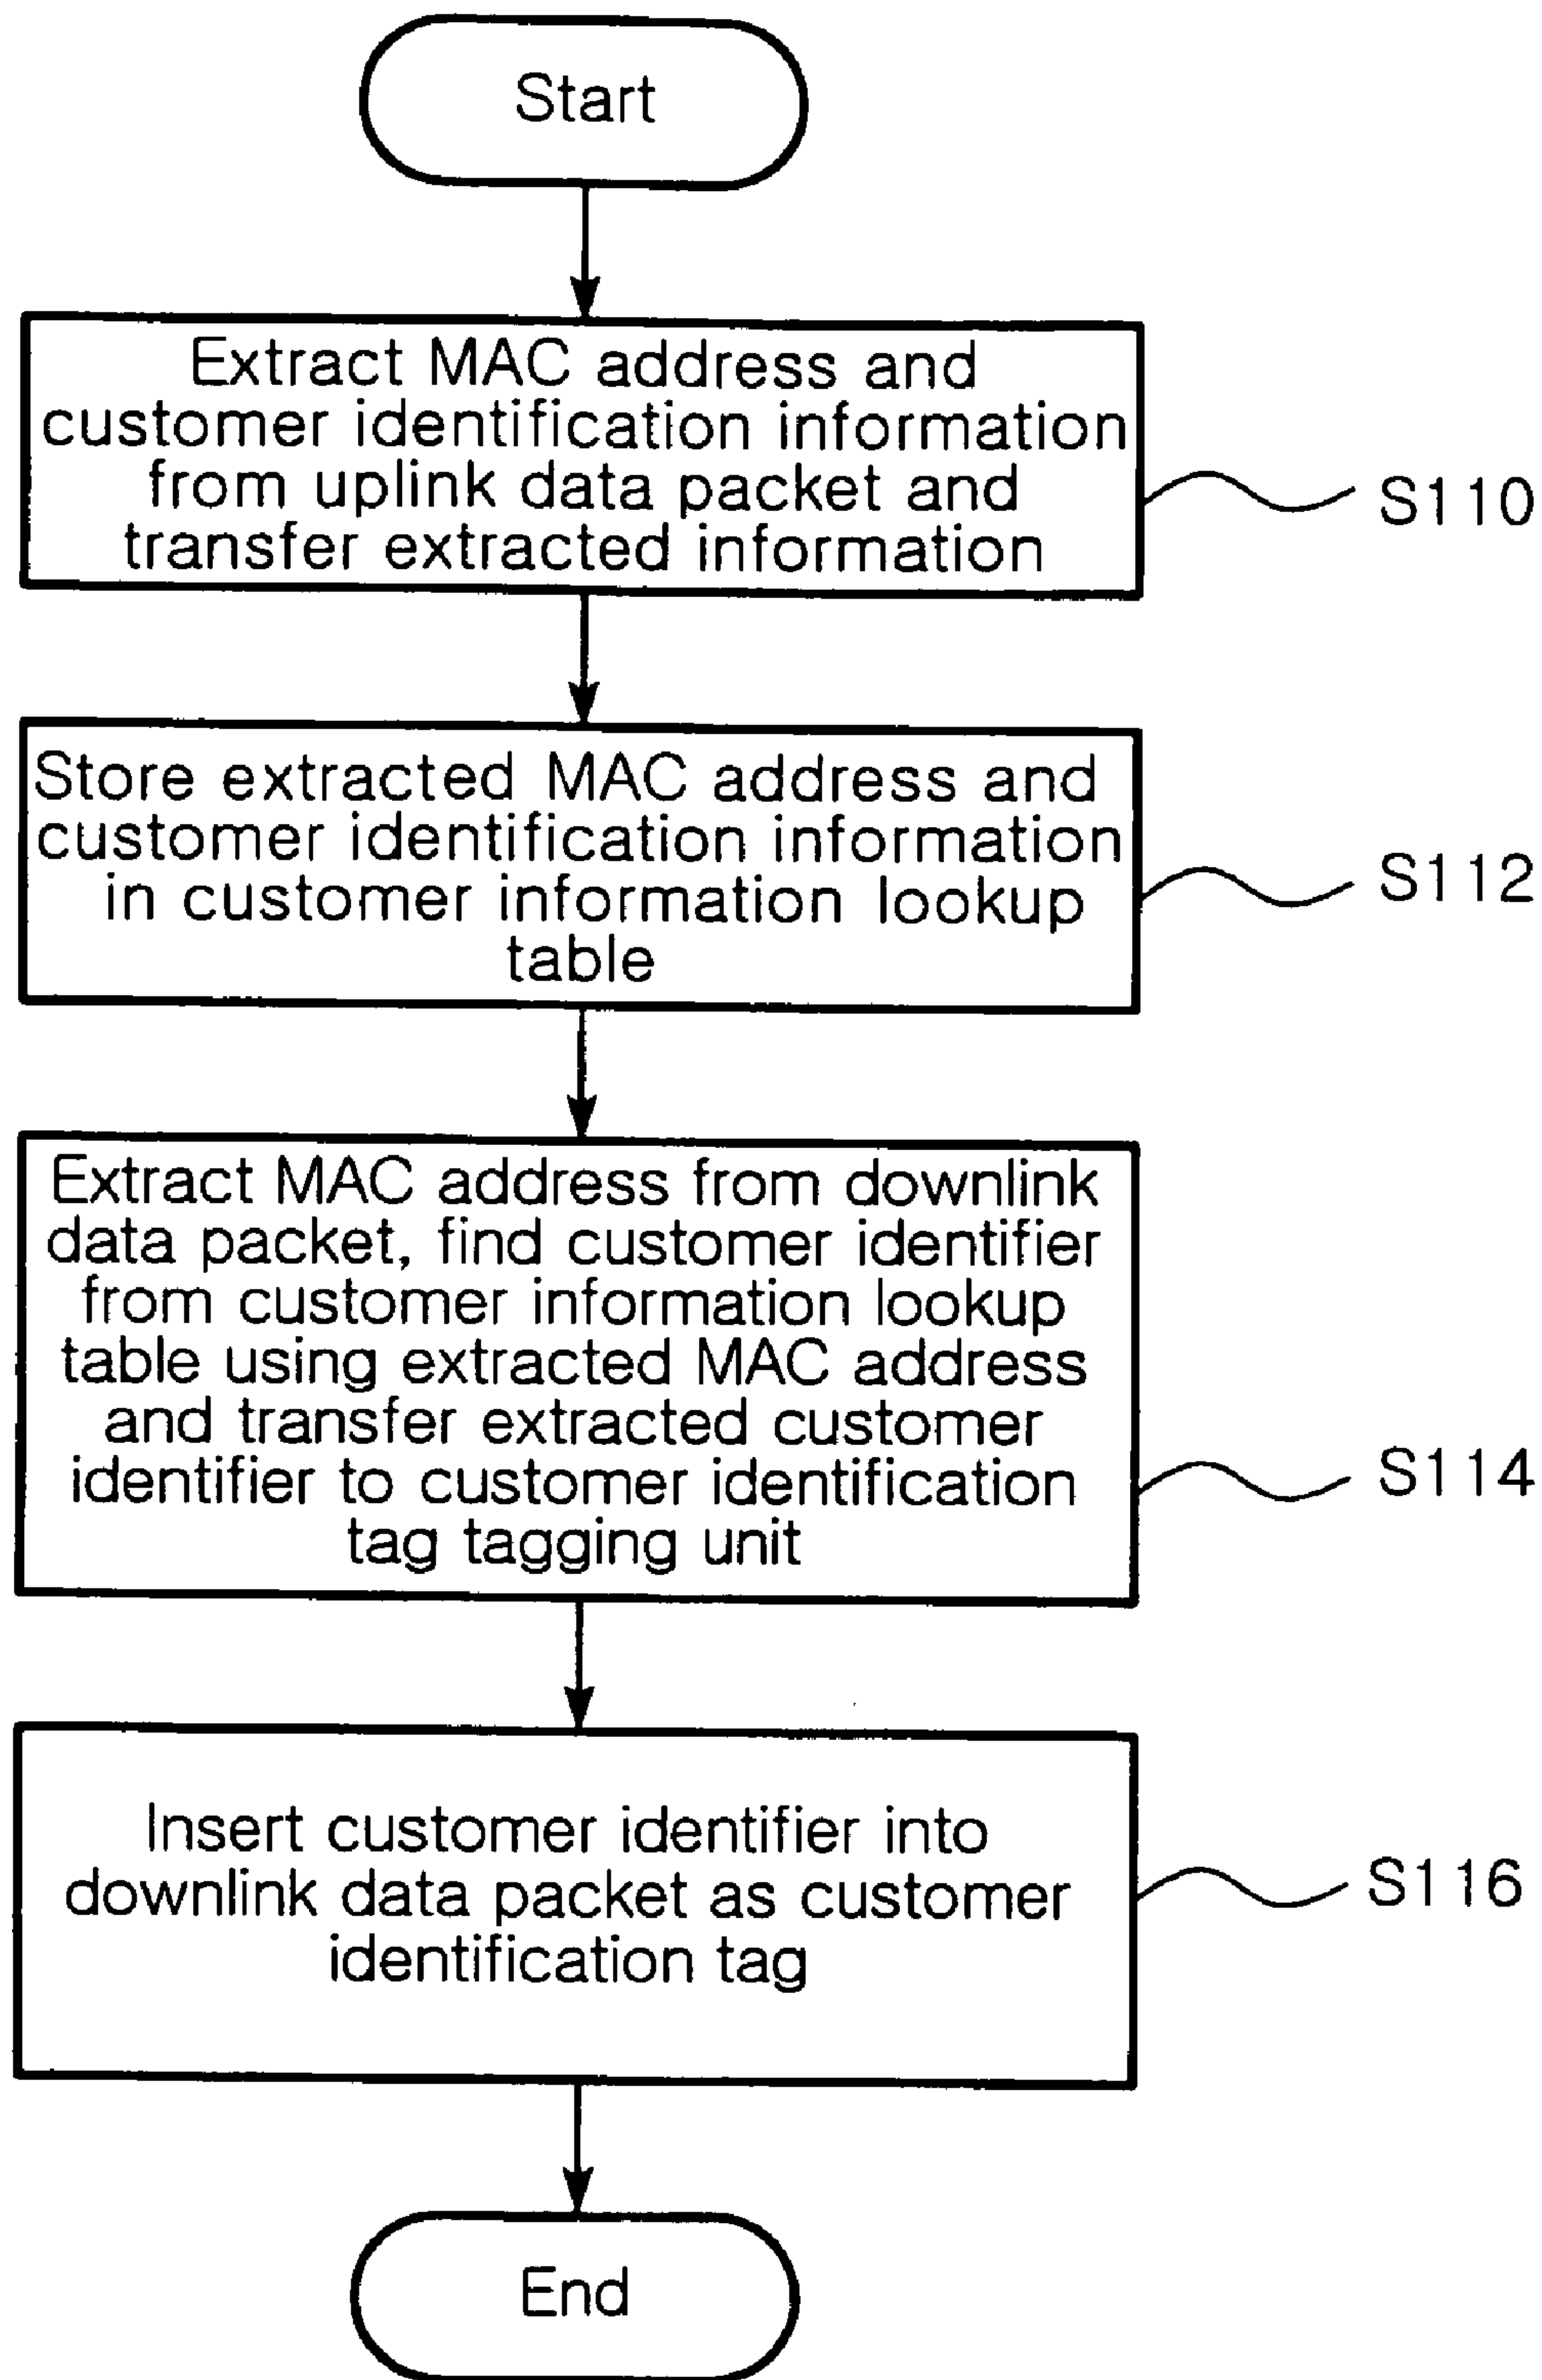 Start
Extract MAC address and
customer identification information
from uplink data packet and
transfer extracted information
S110
Store extracted MAC address and
customer identification information
in customer information lookup
table
S112
Extract MAC address from downlink
data packet, find customer identifier
from customer information lookup
table using extracted MAC address
and transfer extracted customer
identifier to customer identification
tag tagging unit
S114
Insert customer identifier into
downlink data packet as customer
identification tag
S116
End